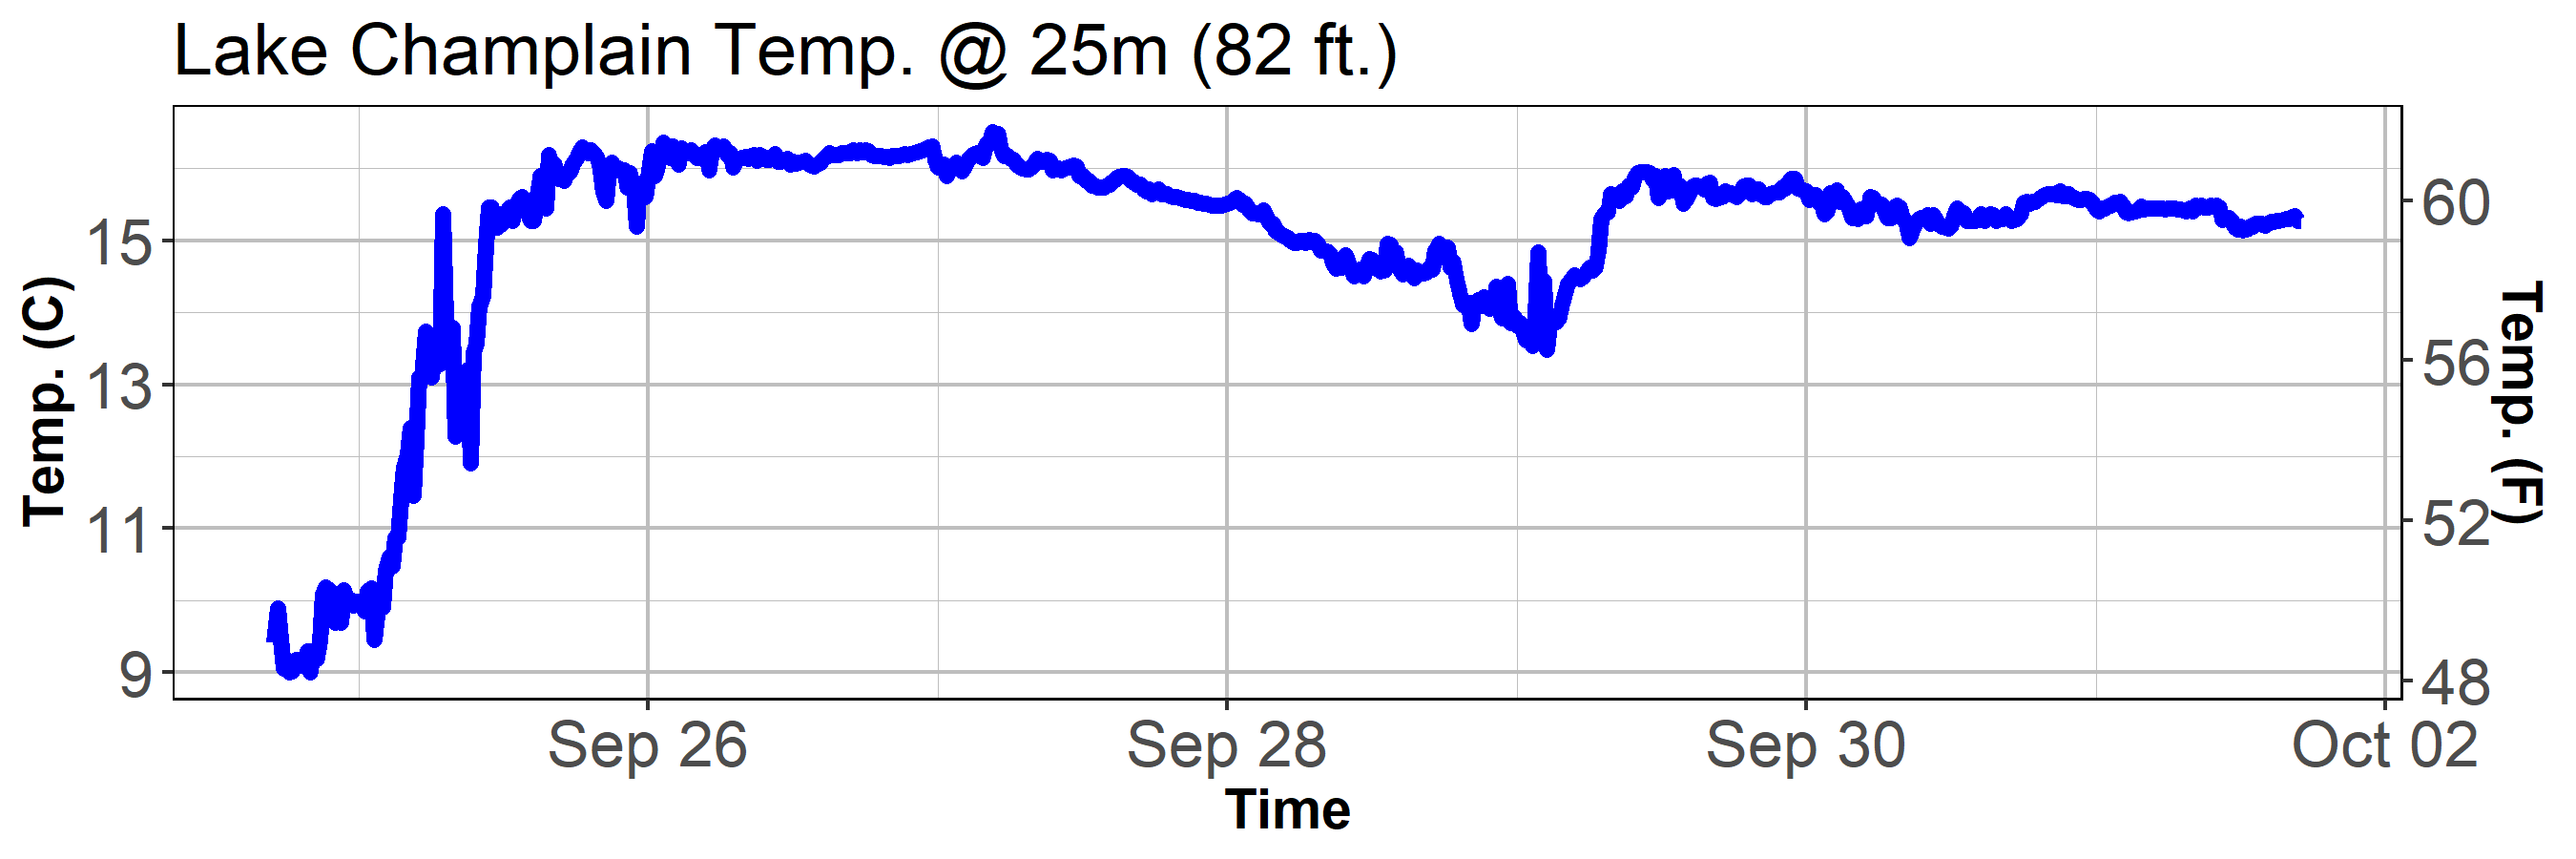 Lake Champlain Temp. @ 25m (82 ft.)
Temp. (C)
15
13
11
9
60
56
52
48
Temp. (F)
Sep 26
Sep 28
Sep 30
Oct 02
Time